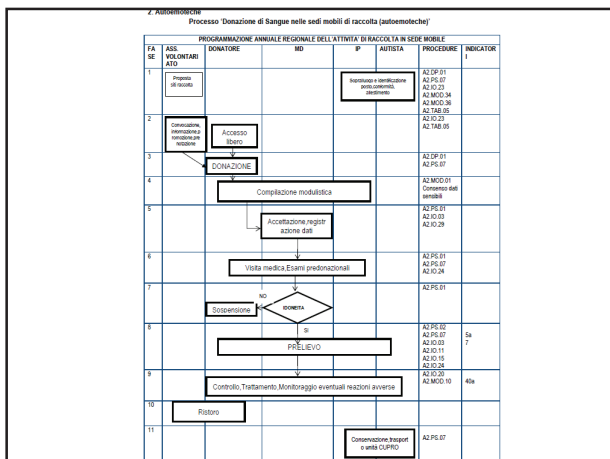 2. Autoemoteche
Processo 'Donazione di Sangue nelle sedi mobili di raccolta (autoemoteche)'
PROGRAMMAZIONE ANNUALE REGIONALE DELL'ATTIVITA' DI RACCOLTA IN SEDE MOBILE
FA
SE
ASS.
VOLONTARI
ATO
DONATORE
MD
IP
AUTISTA
PROCEDURE
INDICATOR
I
1
Proposta
siti raccolta
Sopralluogo e identificazione
posto,conformità,
allestimento
A2.DP.01
A2.PS.07
A2.IO.23
A2.MOD.34
A2.MOD.36
A2.TAB.05
2
Convocazione,
informazione,p
romozione,pre
notazione
Accesso
libero
A2.IO.23
A2.TAB.05
3
DONAZIONE
A2.DP.01
A2.PS.07
4
Compilazione modulistica
A2.MOD.01
Consenso dati
sensibili
5
Accettazione,registr
azione dati
A2.PS.01
A2.IO.03
A2.IO.29
6
Visita medica,Esami predonazionali
A2.PS.01
A2.PS.07
A2.IO.24
7
NO
Sospensione
IDONEITÀ
A2.PS.01
SI
8
PRELIEVO
A2.PS.02
A2.PS.07
A2.IO.03
A2.IO.11
A2.IO.15
A2.IO.24
5a
7
9
Controllo,Trattamento,Monitoraggio eventuali reazioni avverse
A2.IO.20
A2.MOD.10
40a
10
Ristoro
11
Conservazione,trasport
o unità CUPRO
A2.PS.07